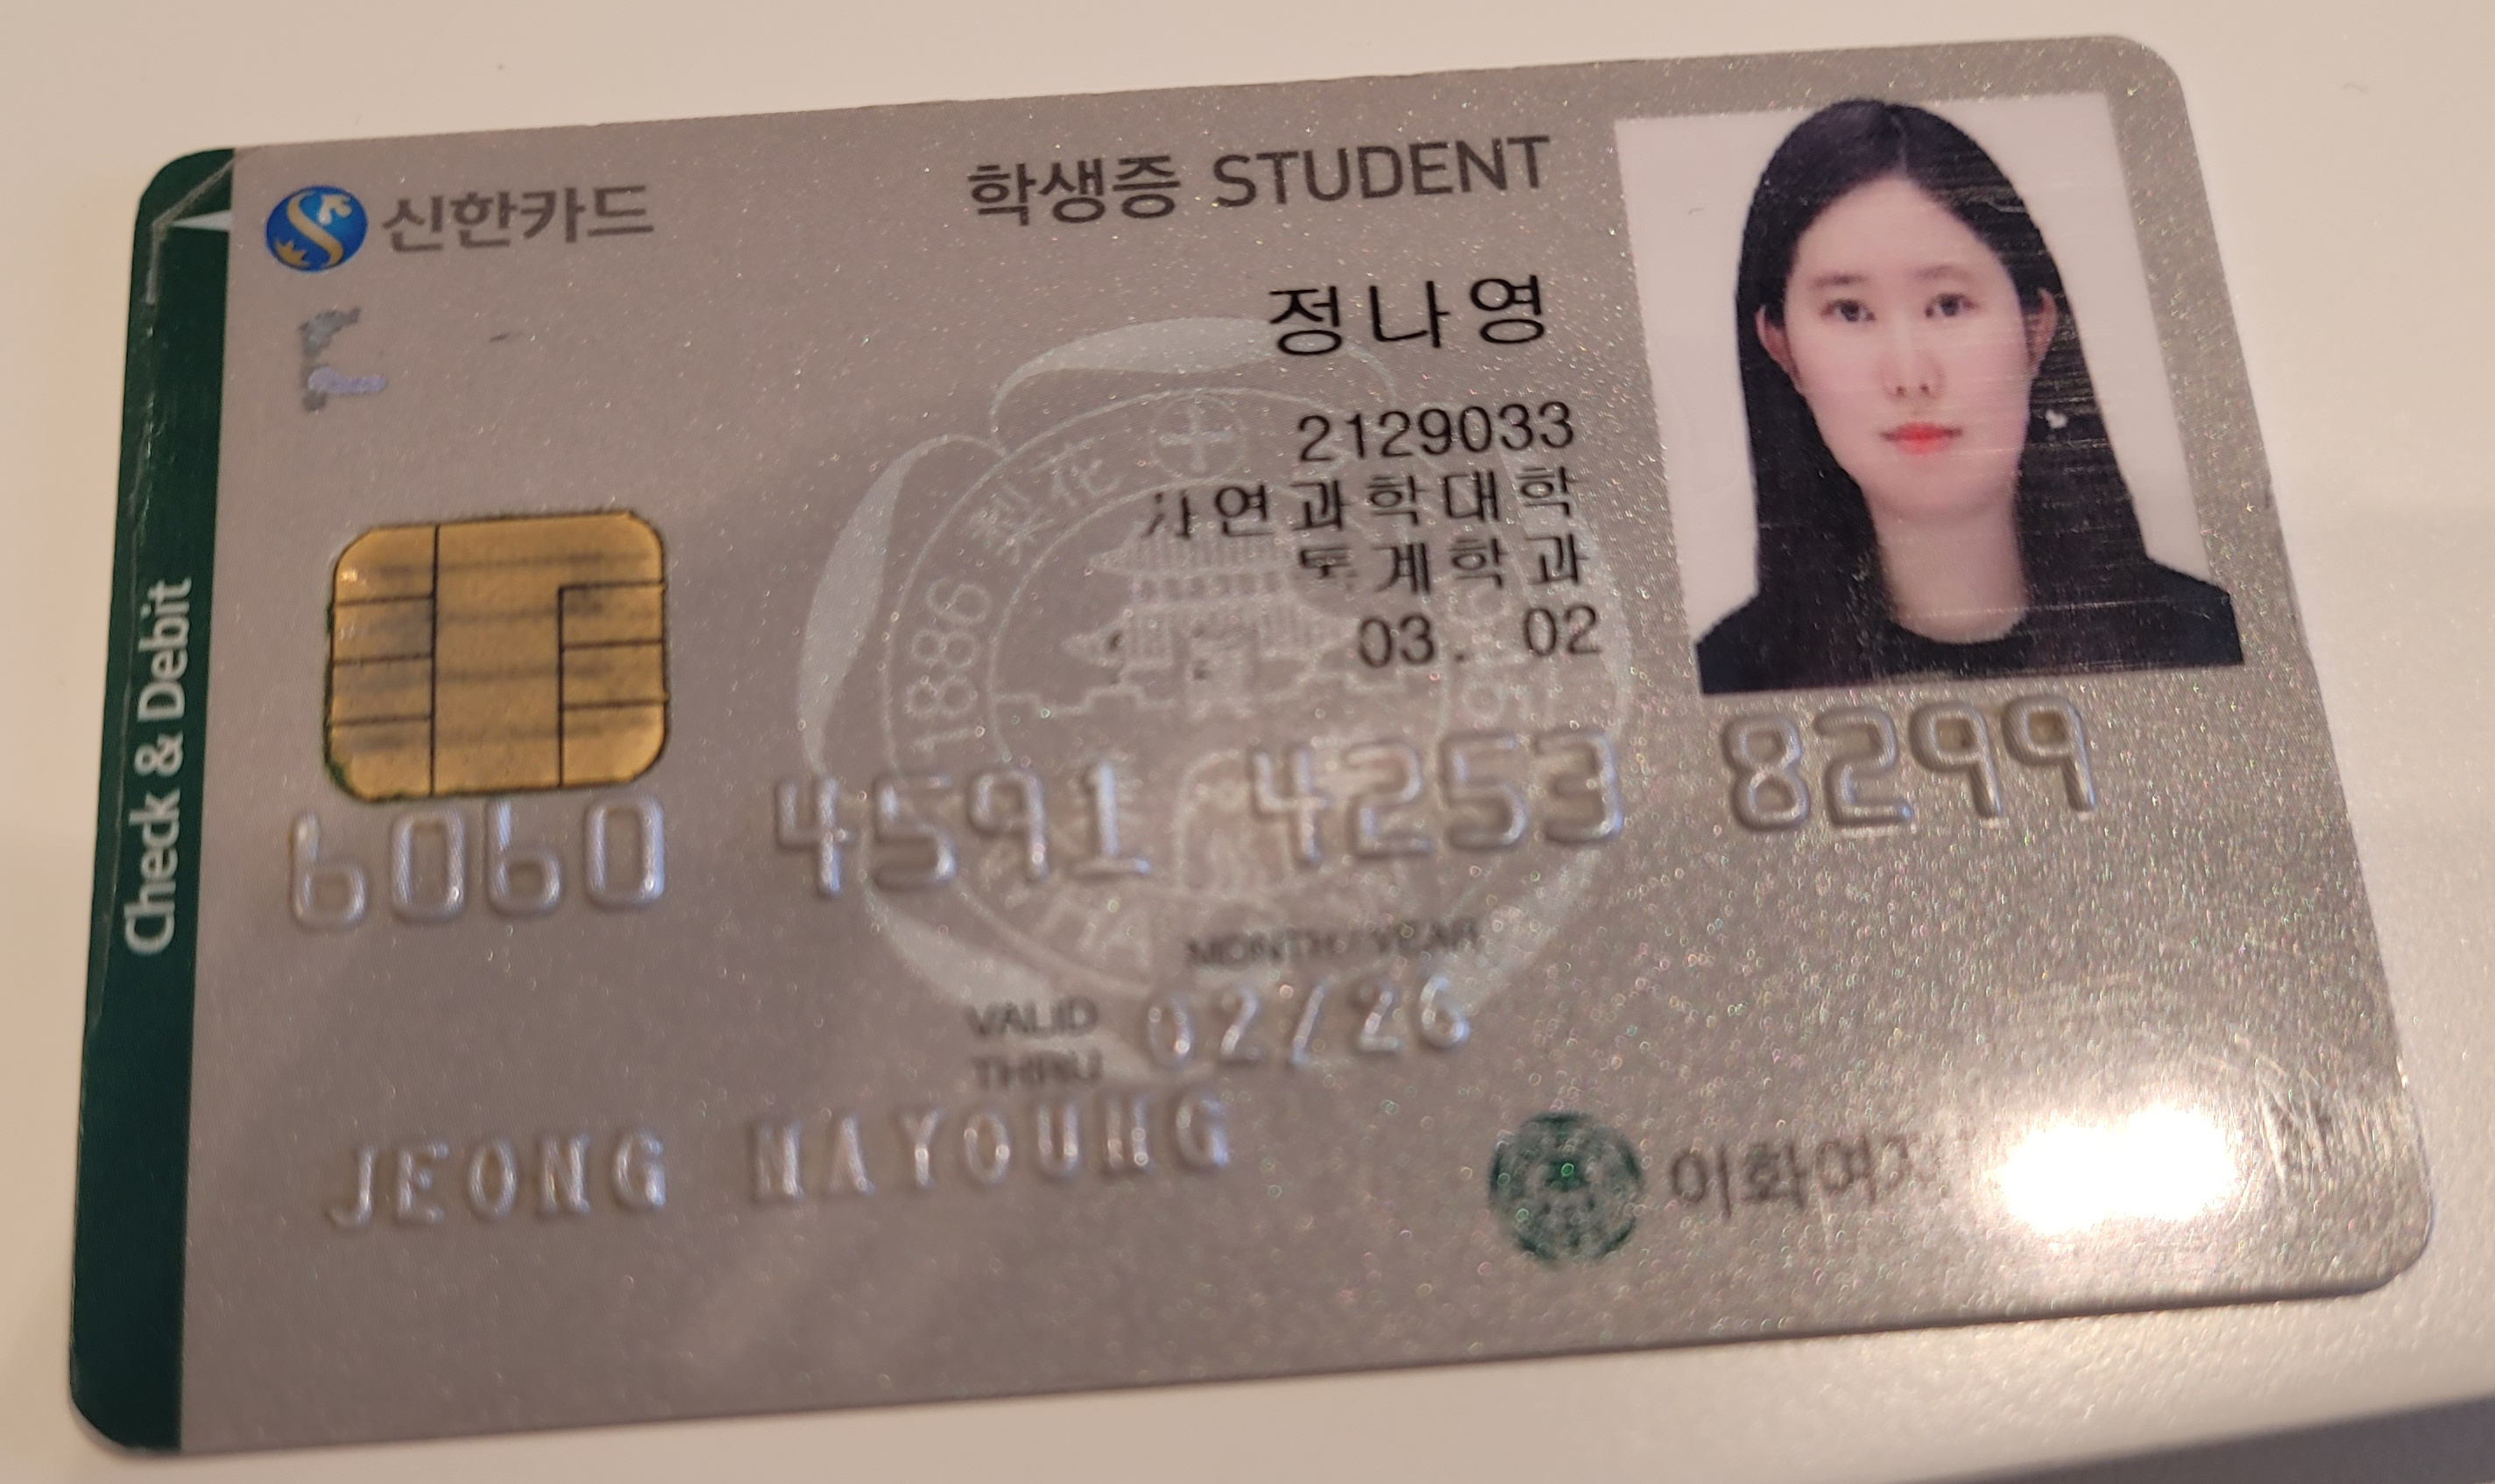 신한카드
학생증 STUDENT
정나영
2129033
자연과학대학
통계학과
03. 02
1886 梨花
Check & Debit
6060 4591 4253 8299
MONTH / YEAR
VALID THRU 02/26
JEONG NAYOUNG
이화여자